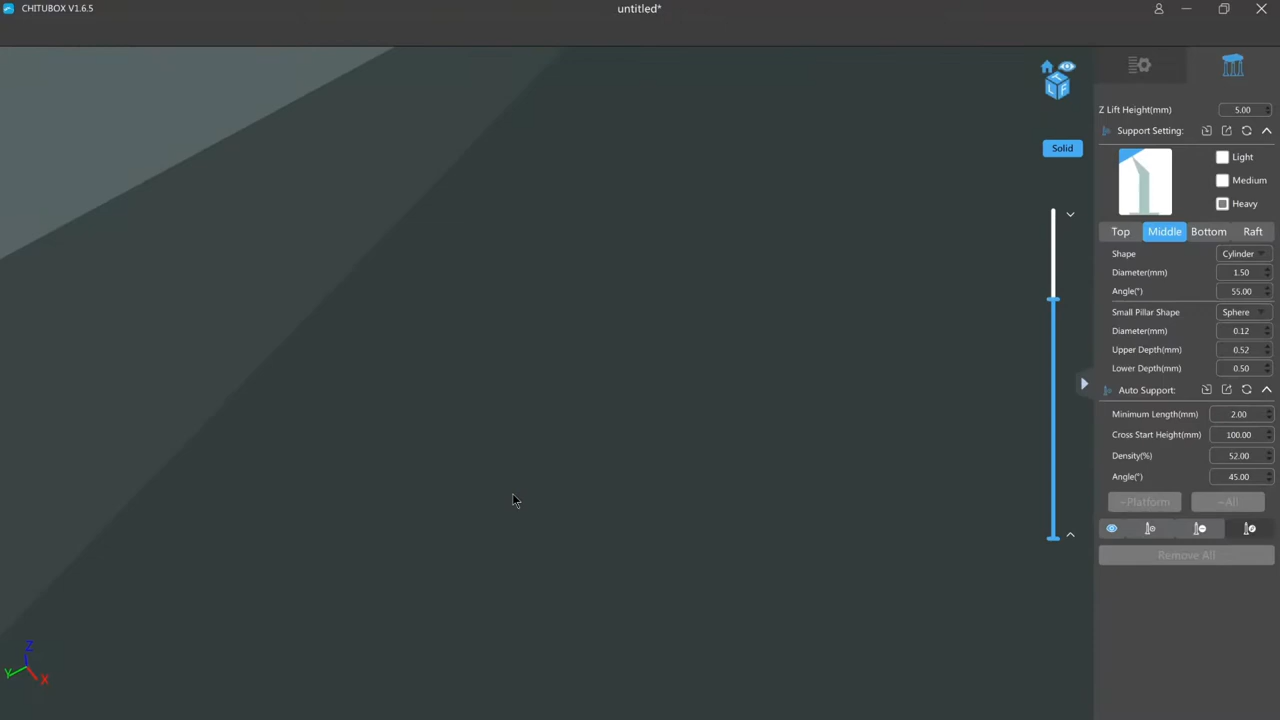 CHITUBOX V1.6.5
untitled*
Z Lift Height(mm) 5.00
Support Setting:
Light
Medium
Heavy
Top Middle Bottom Raft
Shape Cylinder
Diameter(mm) 1.50
Angle(°) 55.00
Small Pillar Shape Sphere
Diameter(mm) 0.12
Upper Depth(mm) 0.52
Lower Depth(mm) 0.50
Auto Support:
Minimum Length(mm) 2.00
Cross Start Height(mm) 100.00
Density(%) 52.00
Angle(°) 45.00
+Platform +All
Remove All
Solid
T
L F
Z
Y X